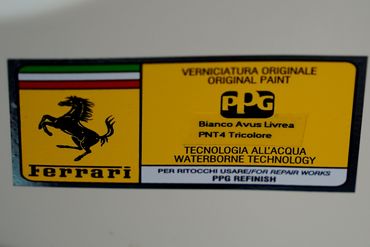 Ferrari
VERNICIATURA ORIGINALE
ORIGINAL PAINT
PPG
Bianco Avus Livrea
PNT4 Tricolore
TECNOLOGIA ALL'ACQUA
WATERBORNE TECHNOLOGY
PER RITOCCHI USARE/FOR REPAIR WORKS
PPG REFINISH